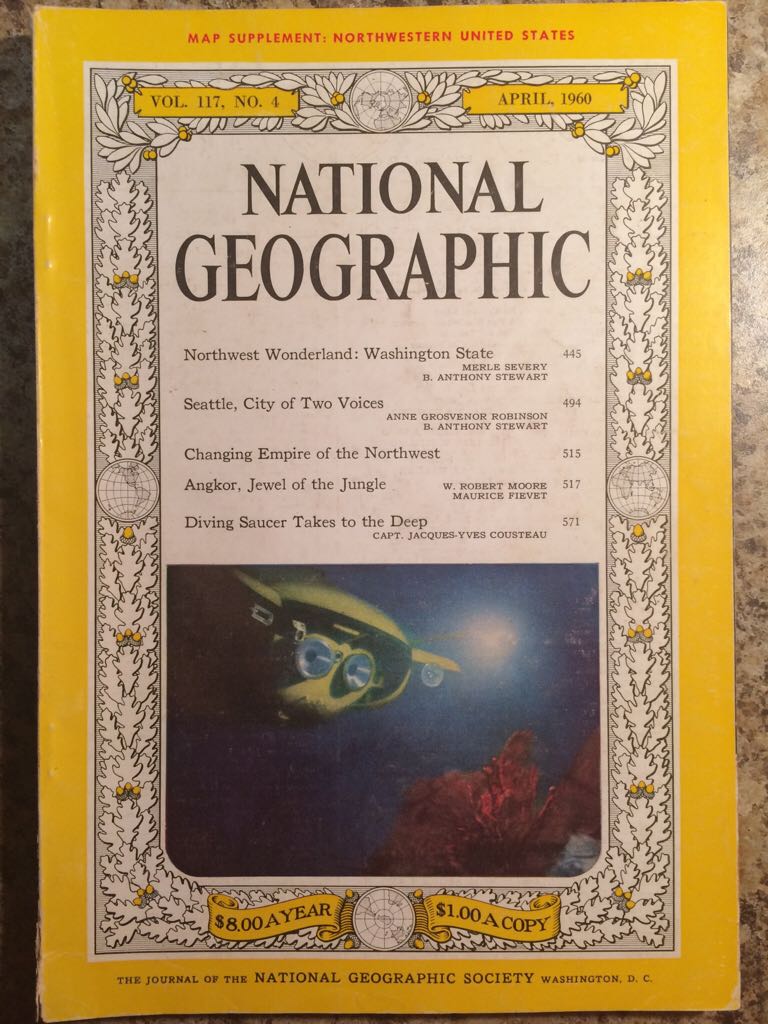 MAP SUPPLEMENT: NORTHWESTERN UNITED STATES
VOL. 117, NO. 4
APRIL, 1960
NATIONAL
GEOGRAPHIC
Northwest Wonderland: Washington State 445
MERLE SEVERY
B. ANTHONY STEWART
Seattle, City of Two Voices 494
ANNE GROSVENOR ROBINSON
B. ANTHONY STEWART
Changing Empire of the Northwest 515
Angkor, Jewel of the Jungle W. ROBERT MOORE 517
MAURICE FIEVET
Diving Saucer Takes to the Deep 571
CAPT. JACQUES-YVES COUSTEAU
$8.00 A YEAR
$1.00 A COPY
THE JOURNAL OF THE NATIONAL GEOGRAPHIC SOCIETY WASHINGTON, D. C.